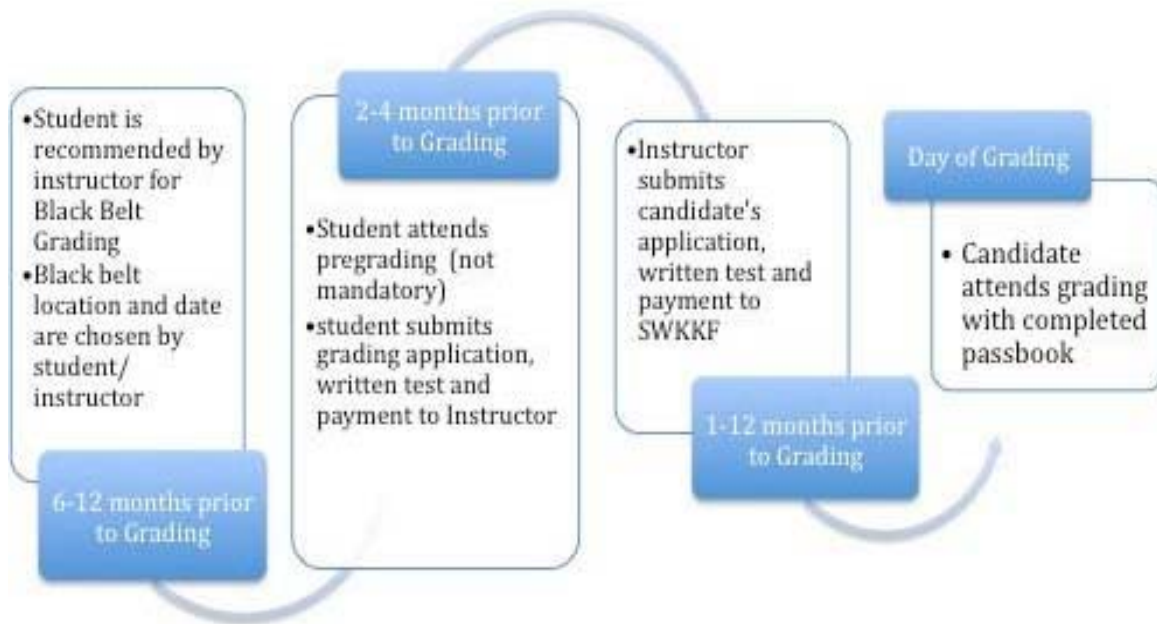 •Student is
recommended by
instructor for
Black Belt
Grading
•Black belt
location and date
are chosen by
student/
instructor
6-12 months prior
to Grading
2-4 months prior
to Grading
•Student attends
pregrading (not
mandatory)
•student submits
grading application,
written test and
payment to Instructor
•Instructor
submits
candidate's
application,
written test and
payment to
SWKKF
1-12 months prior
to Grading
Day of Grading
• Candidate
attends grading
with completed
passbook